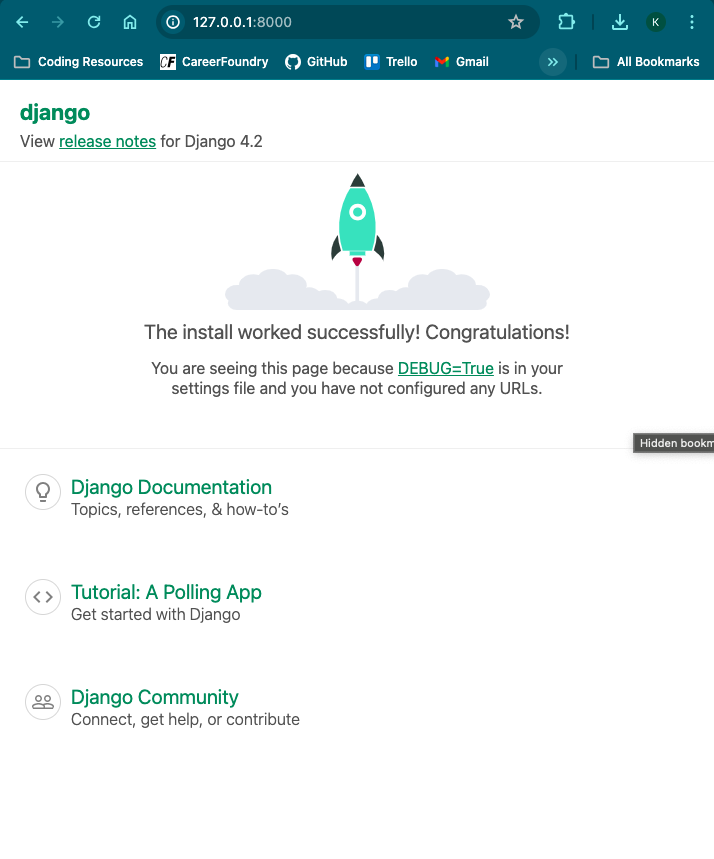 127.0.0.1:8000
K
Coding Resources CF CareerFoundry GitHub Trello Gmail » All Bookmarks
django
View release notes for Django 4.2
The install worked successfully! Congratulations!
You are seeing this page because DEBUG=True is in your
settings file and you have not configured any URLs.
Hidden bookm
Django Documentation
Topics, references, & how-to’s
Tutorial: A Polling App
Get started with Django
Django Community
Connect, get help, or contribute